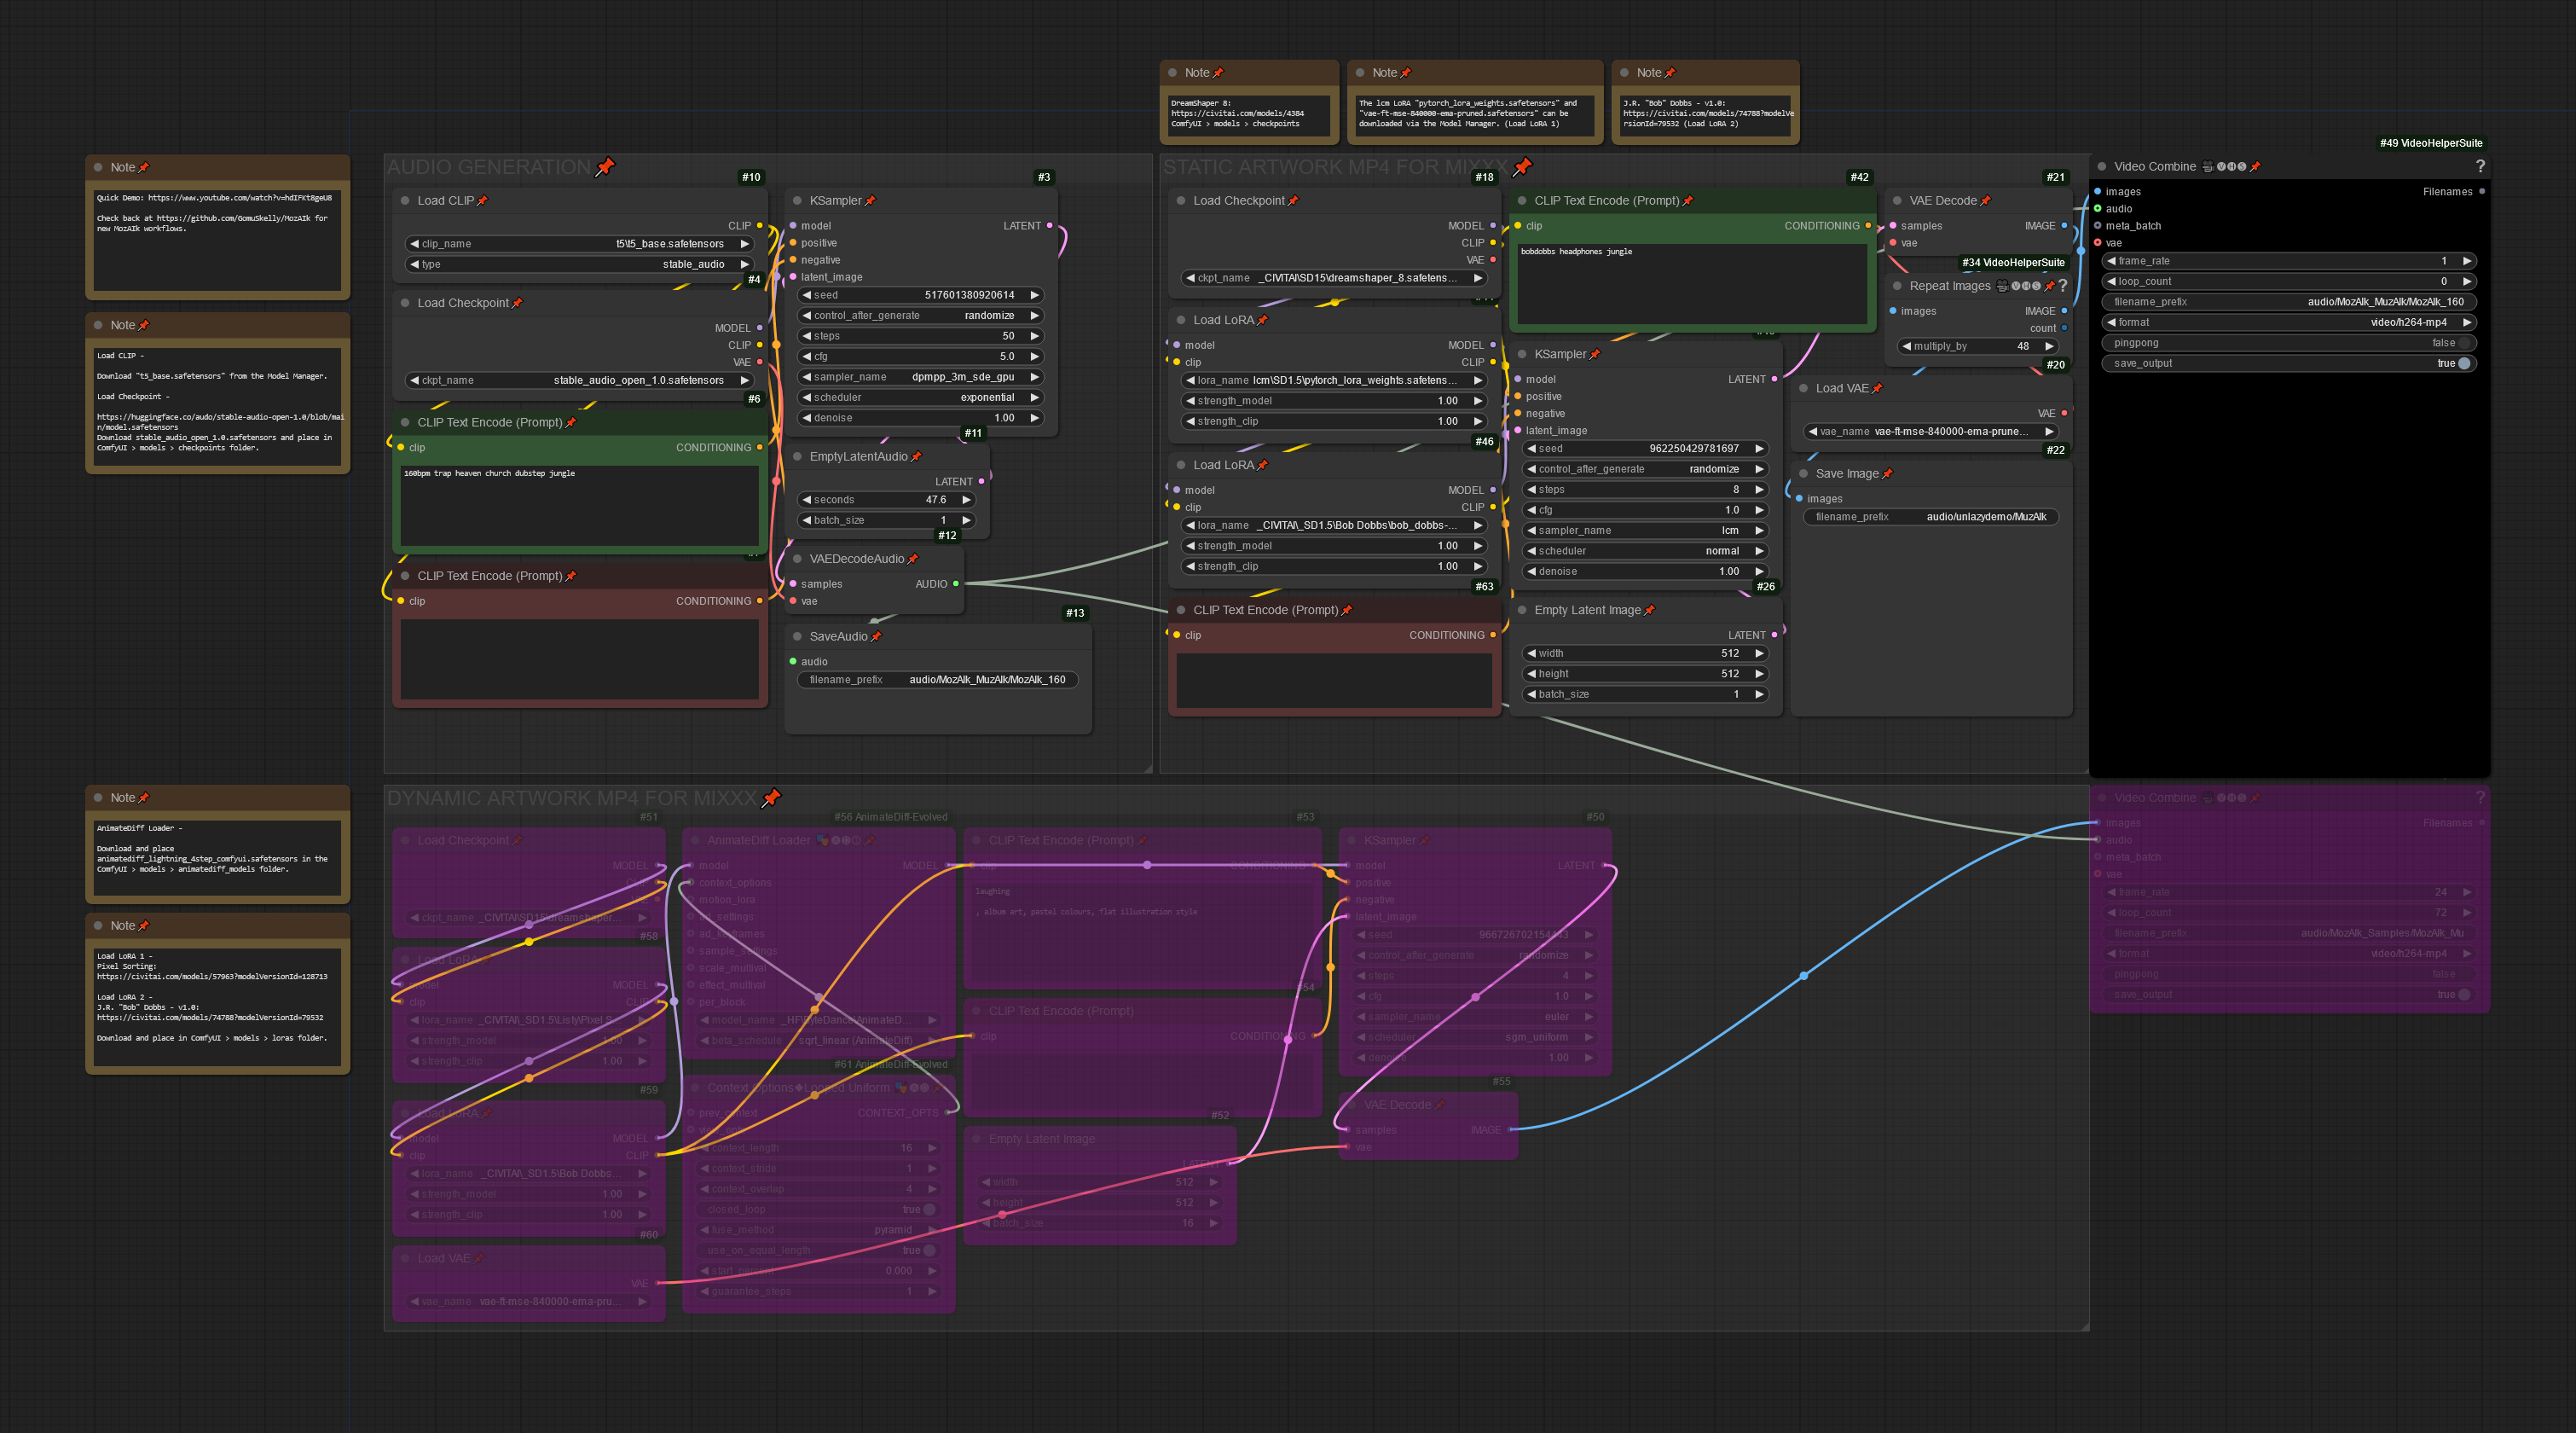 Note
DreamShaper 8:
https://civitai.com/models/4384
ComfyUI > models > checkpoints
Note
The lcm LoRA "pytorch_lora_weights.safetensors" and
"vae-ft-mse-840000-ema-pruned.safetensors" can be
downloaded via the Model Manager. (Load LoRA 1)
Note
J.R. "Bob" Dobbs - v1.0:
https://civitai.com/models/74788?modelVe
rsionId=79532 (Load LoRA 2)
Note
Quick Demo: https://www.youtube.com/watch?v=hdIFKt8geU8
Check back at https://github.com/GomuSkelly/MozAIk for
new MozAIk workflows.
Note
Load CLIP -
Download "t5_base.safetensors" from the Model Manager.
Load Checkpoint -
https://huggingface.co/audo/stable-audio-open-1.0/blob/mai
n/model.safetensors
Download stable_audio_open_1.0.safetensors and place in
ComfyUI > models > checkpoints folder.
AUDIO GENERATION
#10
Load CLIP
CLIP
clip_name t5\t5_base.safetensors
type stable_audio
#4
Load Checkpoint
MODEL
CLIP
VAE
ckpt_name stable_audio_open_1.0.safetensors
#6
CLIP Text Encode (Prompt)
clip CONDITIONING
160bpm trap heaven church dubstep jungle
CLIP Text Encode (Prompt)
clip CONDITIONING
#3
KSampler
model LATENT
positive
negative
latent_image
seed 517601380920614
control_after_generate randomize
steps 50
cfg 5.0
sampler_name dpmpp_3m_sde_gpu
scheduler exponential
denoise 1.00
#11
EmptyLatentAudio
LATENT
seconds 47.6
batch_size 1
#12
VAEDecodeAudio
samples AUDIO
vae
#13
SaveAudio
audio
filename_prefix audio/MozAIk_MuzAIk/MozAIk_160
STATIC ARTWORK MP4 FOR MIXXX
#18
Load Checkpoint
MODEL
CLIP
VAE
ckpt_name _CIVITAI\SD15\dreamshaper_8.safetens...
Load LoRA
model MODEL
clip CLIP
lora_name lcm\SD1.5\pytorch_lora_weights.safetens...
strength_model 1.00
strength_clip 1.00
#46
Load LoRA
model MODEL
clip CLIP
lora_name _CIVITAI\_SD1.5\Bob Dobbs\bob_dobbs-...
strength_model 1.00
strength_clip 1.00
#63
CLIP Text Encode (Prompt)
clip CONDITIONING
#42
CLIP Text Encode (Prompt)
clip CONDITIONING
bobdobbs headphones jungle
KSampler
model LATENT
positive
negative
latent_image
seed 962250429781697
control_after_generate randomize
steps 8
cfg 1.0
sampler_name lcm
scheduler normal
denoise 1.00
#26
Empty Latent Image
LATENT
width 512
height 512
batch_size 1
#21
VAE Decode
samples IMAGE
vae
#34 VideoHelperSuite
Repeat Images ?
images IMAGE
count
multiply_by 48
#20
Load VAE
VAE
vae_name vae-ft-mse-840000-ema-prune...
#22
Save Image
images
filename_prefix audio/unlazydemo/MuzAIk
#49 VideoHelperSuite
Video Combine ?
images Filenames
audio
meta_batch
vae
frame_rate 1
loop_count 0
filename_prefix audio/MozAIk_MuzAIk/MozAIk_160
format video/h264-mp4
pingpong false
save_output true
Note
AnimateDiff Loader -
Download and place
animatediff_lightning_4step_comfyui.safetensors in the
ComfyUI > models > animatediff_models folder.
Note
Load LoRA 1 -
Pixel Sorting:
https://civitai.com/models/57963?modelVersionId=128713
Load LoRA 2 -
J.R. "Bob" Dobbs - v1.0:
https://civitai.com/models/74788?modelVersionId=79532
Download and place in ComfyUI > models > loras folder.
DYNAMIC ARTWORK MP4 FOR MIXXX
#51
Load Checkpoint
MODEL
ckpt_name _CIVITAI\SD15\dreamshaper...
#58
Load LoRA
model MODEL
clip CLIP
lora_name _CIVITAI\_SD1.5\Listy\Pixel S...
strength_model 1.00
strength_clip 1.00
#59
Load LoRA
model MODEL
clip CLIP
lora_name _CIVITAI\_SD1.5\Bob Dobbs...
strength_model 1.00
strength_clip 1.00
#60
Load VAE
VAE
vae_name vae-ft-mse-840000-ema-pru...
#56 AnimateDiff-Evolved
AnimateDiff Loader
model MODEL
context_options
motion_lora
ad_settings
ad_keyframes
sample_settings
scale_multival
effect_multival
per_block
model_name _HF\ByteDance\AnimateD...
beta_schedule sqrt_linear (AnimateDiff)
#61 AnimateDiff-Evolved
Context Options◆Looped Uniform
prev_context CONTEXT_OPTS
context_length 16
context_stride 1
context_overlap 4
closed_loop true
fuse_method pyramid
use_on_equal_length true
start_percent 0.000
guarantee_steps 1
#53
CLIP Text Encode (Prompt)
clip CONDITIONING
laughing
, album art, pastel colours, flat illustration style
#54
CLIP Text Encode (Prompt)
clip CONDITIONING
#52
Empty Latent Image
LATENT
width 512
height 512
batch_size 16
#50
KSampler
model LATENT
positive
negative
latent_image
seed
control_after_generate randomize
steps 4
cfg 1.0
sampler_name euler
scheduler sgm_uniform
denoise 1.00
#55
VAE Decode
samples IMAGE
vae
Video Combine ?
images Filenames
audio
meta_batch
vae
frame_rate 24
loop_count 72
filename_prefix audio/MozAIk_Samples/MozAIk_Mu
format video/h264-mp4
pingpong false
save_output true